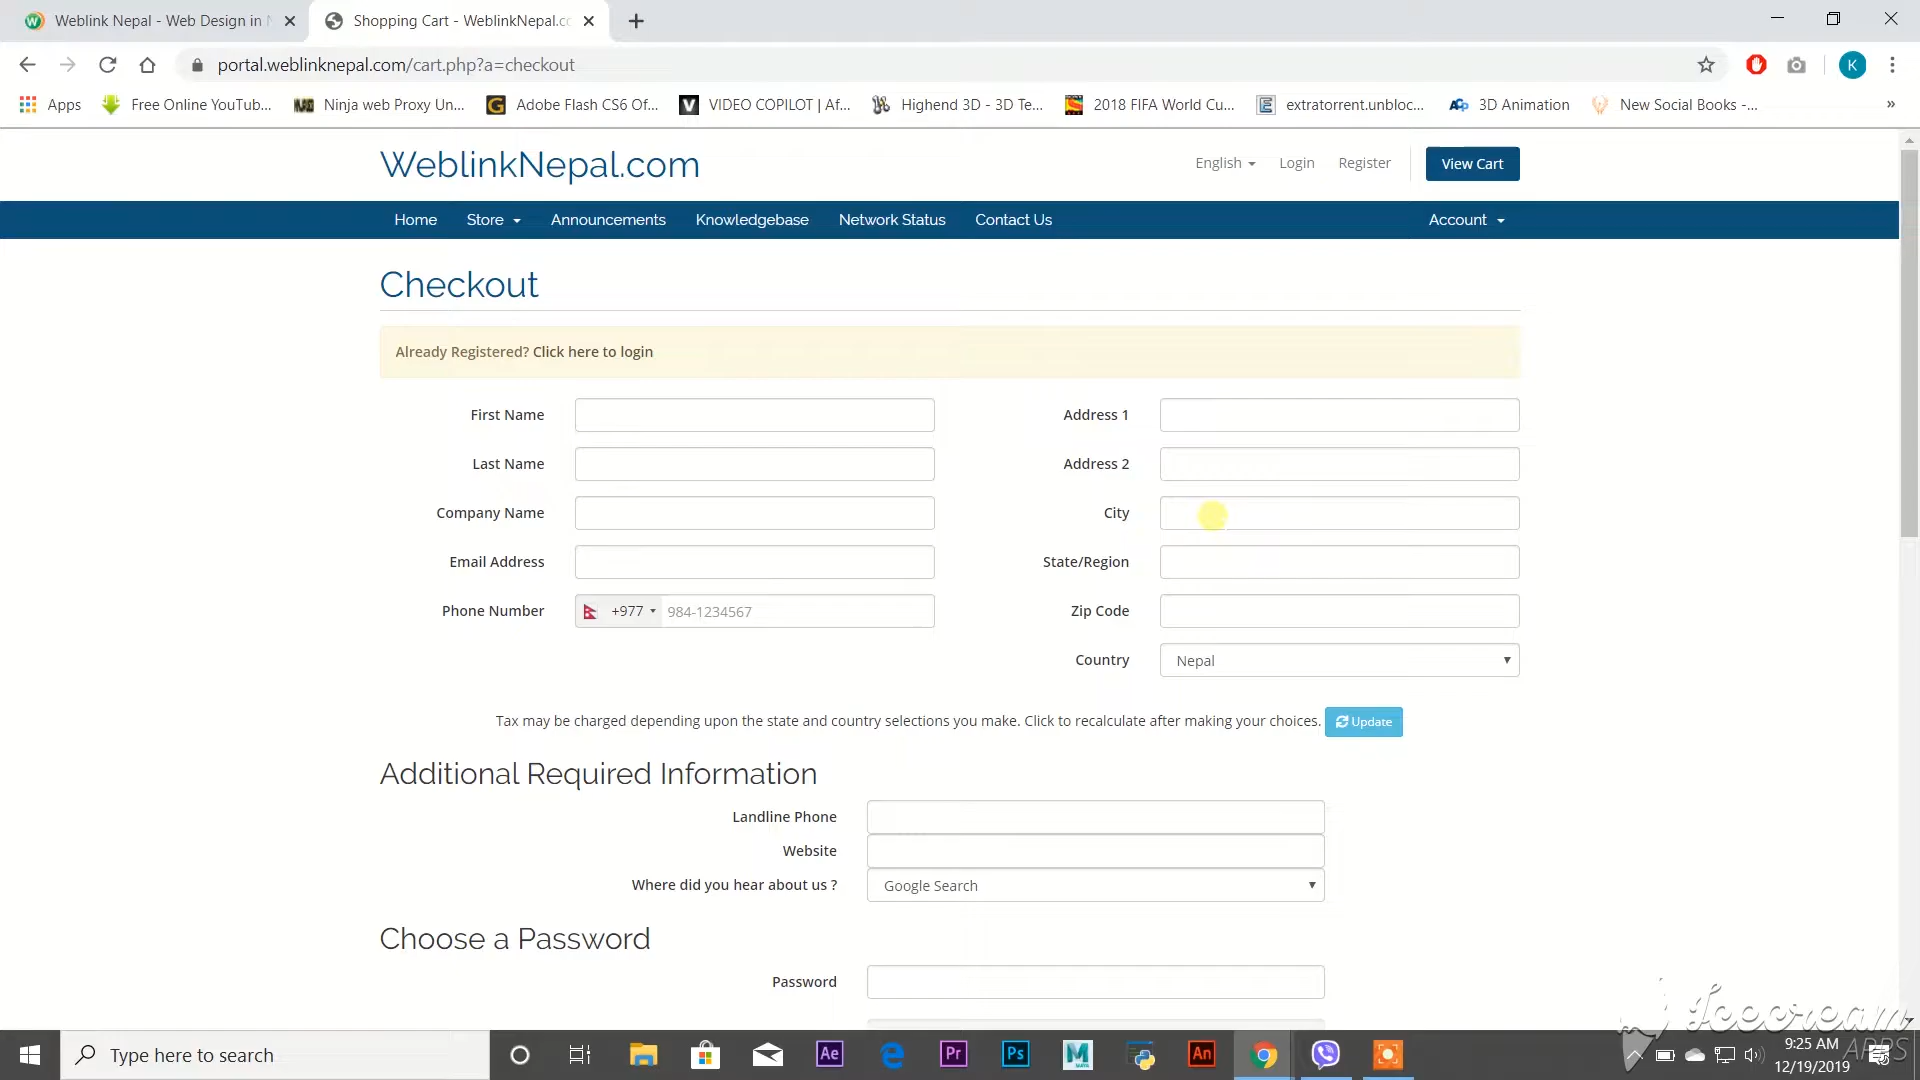 Weblink Nepal - Web Design in N
Shopping Cart - WeblinkNepal.co
portal.weblinknepal.com/cart.php?a=checkout
K
Apps
Free Online YouTub...
Ninja web Proxy Un...
Adobe Flash CS6 Of...
VIDEO COPILOT | Af...
Highend 3D - 3D Te...
2018 FIFA World Cu...
extratorrent.unbloc...
3D Animation
New Social Books -...
»
WeblinkNepal.com
English
Login
Register
View Cart
Home
Store
Announcements
Knowledgebase
Network Status
Contact Us
Account
Checkout
Already Registered? Click here to login
First Name
Address 1
Last Name
Address 2
Company Name
City
Email Address
State/Region
Phone Number
+977
984-1234567
Zip Code
Country
Nepal
Tax may be charged depending upon the state and country selections you make. Click to recalculate after making your choices.
Update
Additional Required Information
Landline Phone
Website
Where did you hear about us ?
Google Search
Choose a Password
Password
Icecream
APPS
Type here to search
Ae
Pr
Ps
M
An
9:25 AM
12/19/2019